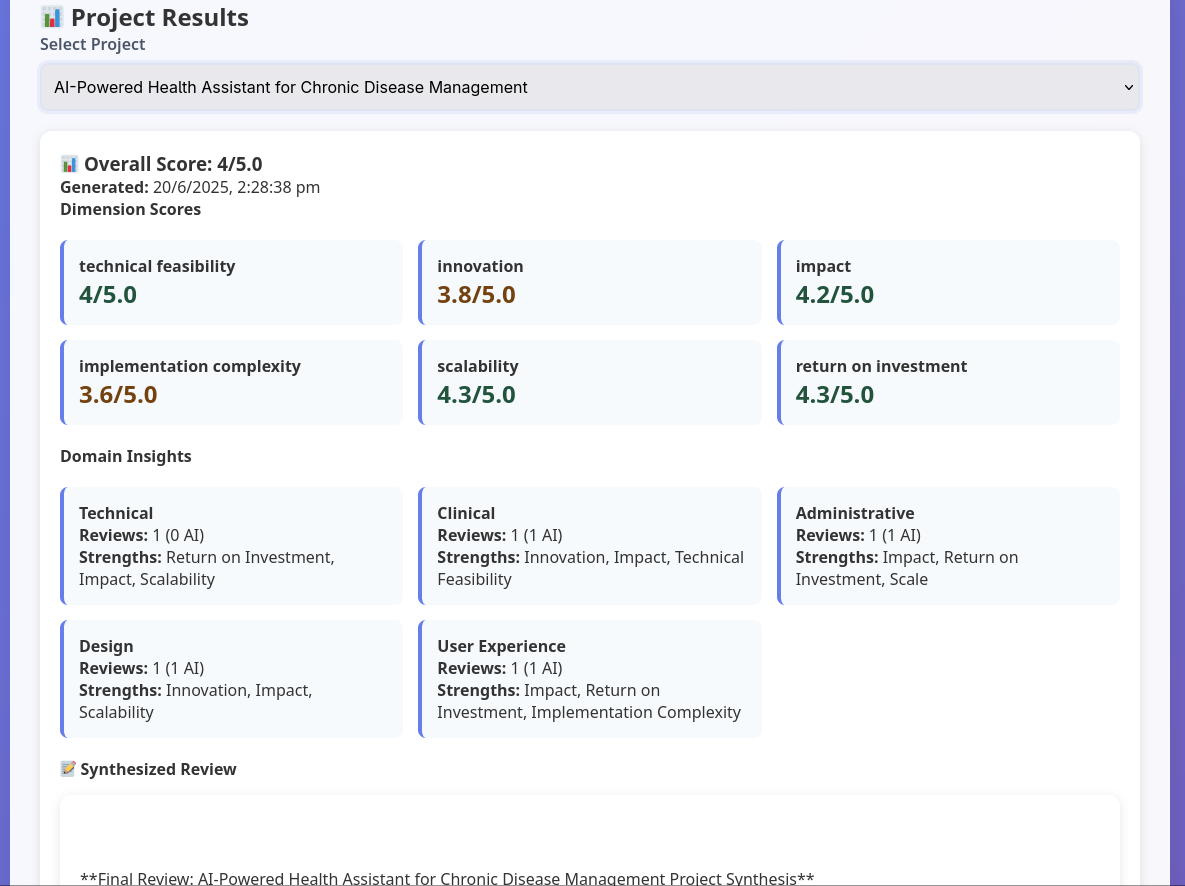 📊 Project Results
Select Project
AI-Powered Health Assistant for Chronic Disease Management
📊 Overall Score: 4/5.0
Generated: 20/6/2025, 2:28:38 pm
Dimension Scores
technical feasibility
4/5.0
innovation
3.8/5.0
impact
4.2/5.0
implementation complexity
3.6/5.0
scalability
4.3/5.0
return on investment
4.3/5.0
Domain Insights
Technical
Reviews: 1 (0 AI)
Strengths: Return on Investment,
Impact, Scalability
Clinical
Reviews: 1 (1 AI)
Strengths: Innovation, Impact, Technical
Feasibility
Administrative
Reviews: 1 (1 AI)
Strengths: Impact, Return on
Investment, Scale
Design
Reviews: 1 (1 AI)
Strengths: Innovation, Impact,
Scalability
User Experience
Reviews: 1 (1 AI)
Strengths: Impact, Return on
Investment, Implementation Complexity
📝 Synthesized Review
**Final Review: AI-Powered Health Assistant for Chronic Disease Management Project Synthesis**